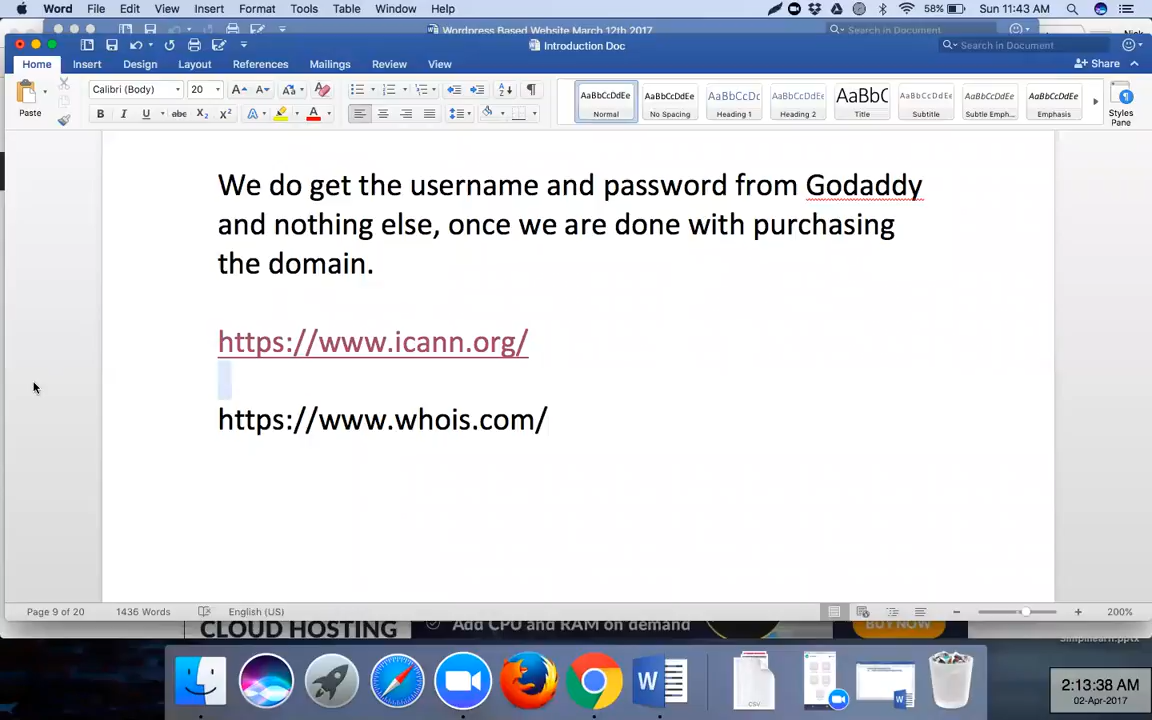 Word File Edit View Insert Format Tools Table Window Help 58% Sun 11:43 AM
Wordpress Based Website March 12th 2017 Search in Document
Introduction Doc Search in Document
Home Insert Design Layout References Mailings Review View Share
Calibri (Body) 20
AaBbCcDdEe AaBbCcDdEe AaBbCcDc AaBbCcDdEe AaBbC AaBbCcDdEe AaBbCcDdEe AaBbCcDdEe
Paste Normal No Spacing Heading 1 Heading 2 Title Subtitle Subtle Emph... Emphasis Styles Pane
We do get the username and password from Godaddy
and nothing else, once we are done with purchasing
the domain.
https://www.icann.org/
https://www.whois.com/
Page 9 of 20 1436 Words English (US) 200%
CLOUD HOSTING Add CPU and RAM on demand BUY NOW
Simplilearn.pptx
CSV
2:13:38 AM
02-Apr-2017